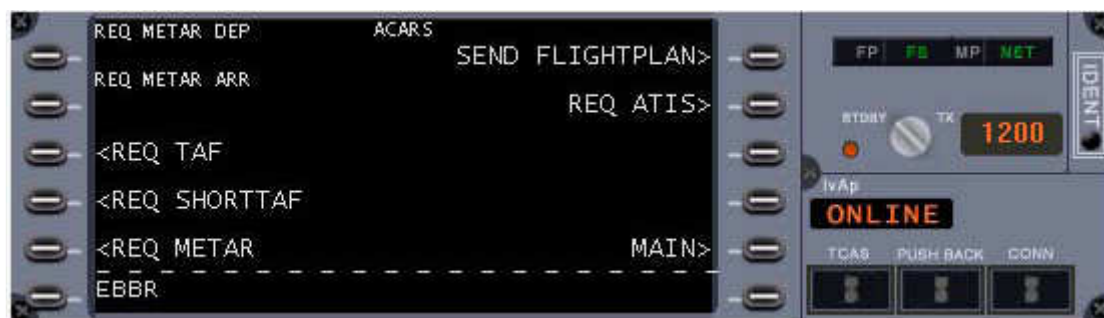 REQ METAR DEP ACARS
SEND FLIGHTPLAN>
REQ METAR ARR
REQ ATIS>
<REQ TAF
<REQ SHORTTAF
<REQ METAR MAIN>
EBBR
FP FS MP NET
IDENT
STDBY TX
1200
IvAp
ONLINE
TCAS PUSH BACK CONN